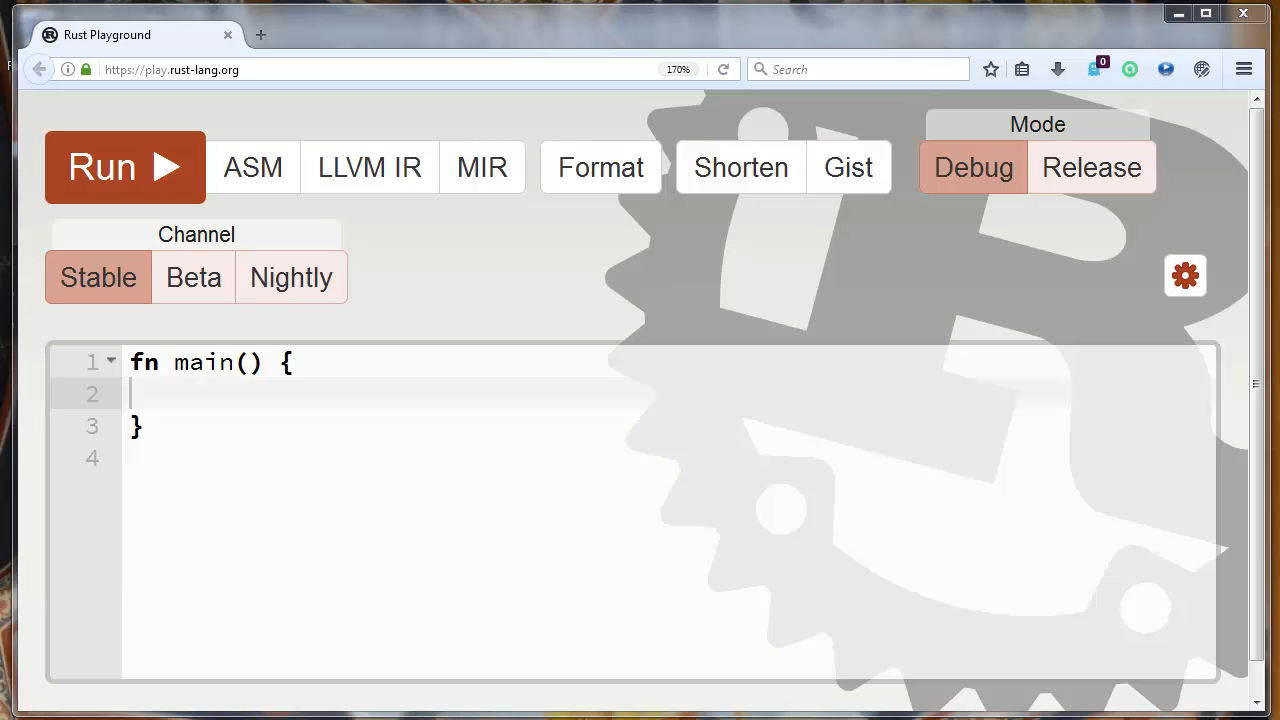 Rust Playground
https://play.rust-lang.org 170% Search 0
Mode
Run ASM LLVM IR MIR Format Shorten Gist Debug Release
Channel
Stable Beta Nightly
1 fn main() {
2
3 }
4